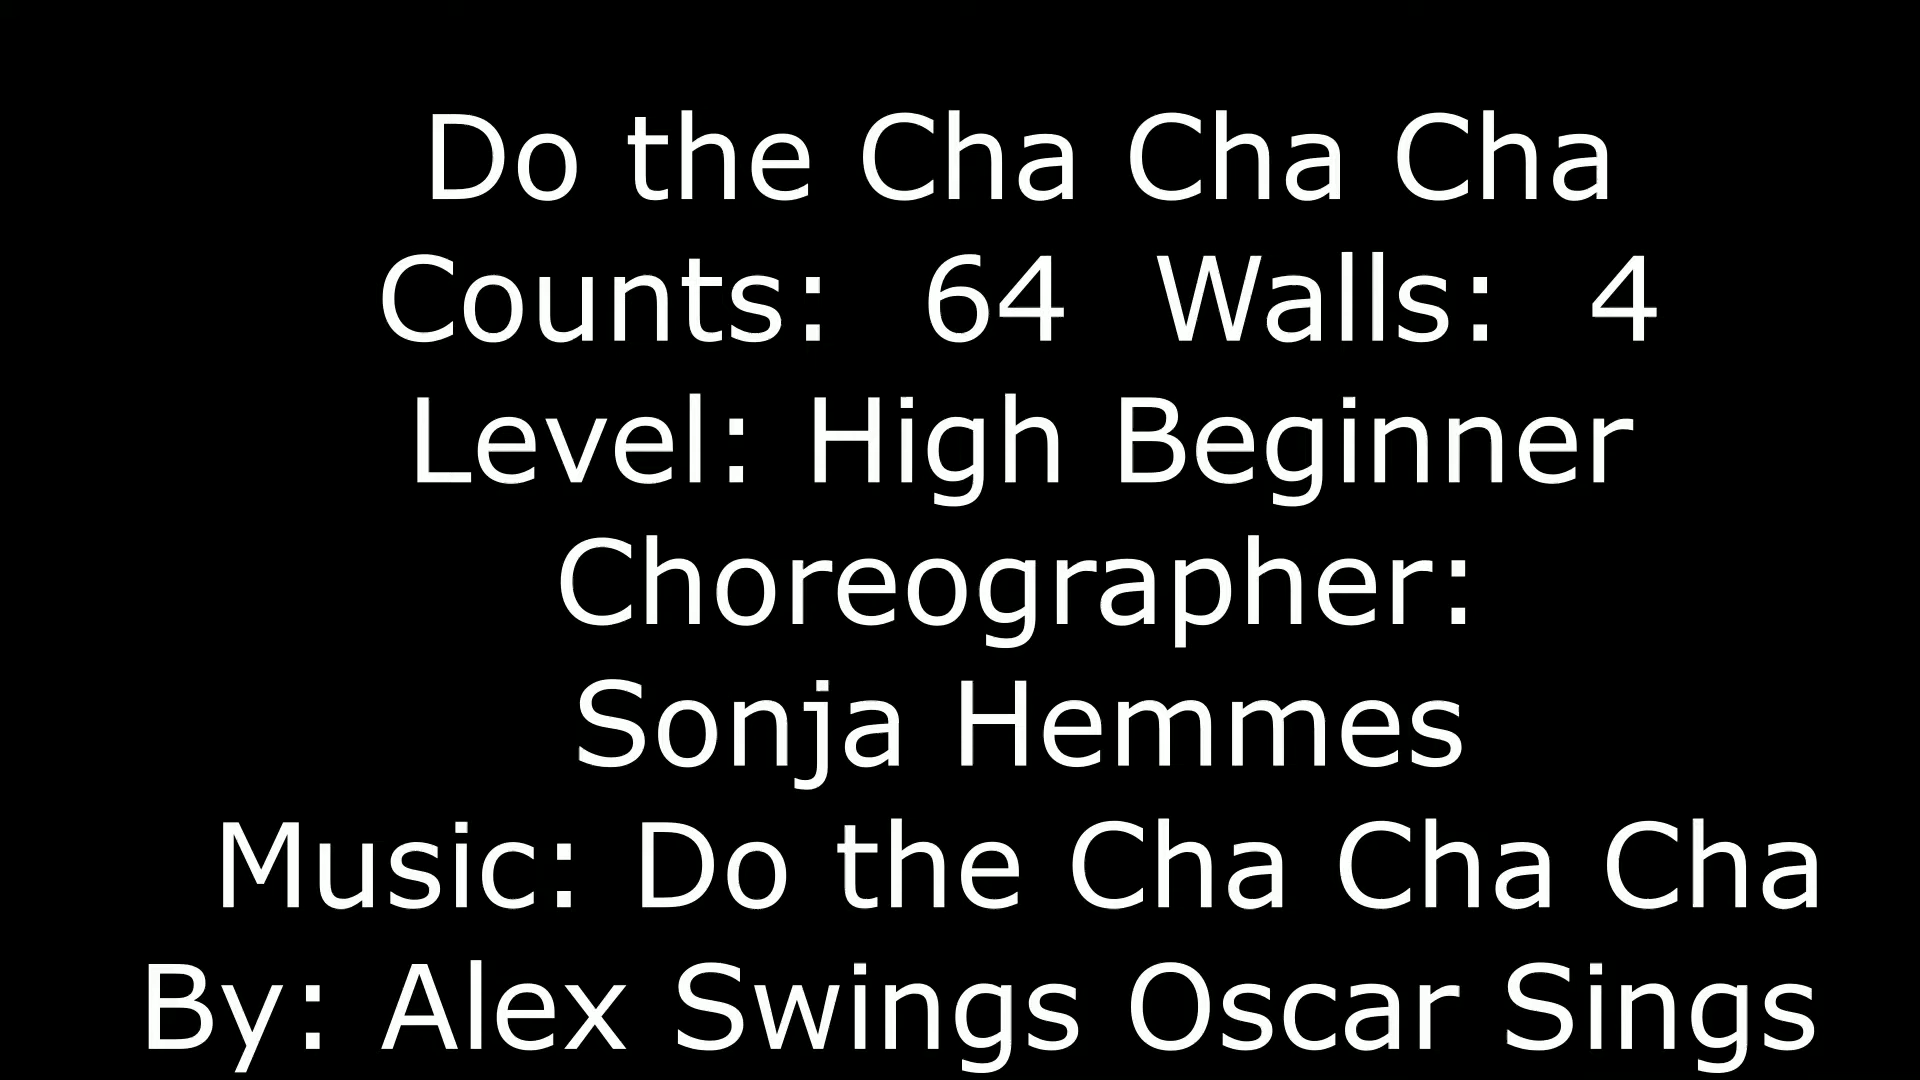 Do the Cha Cha Cha
Counts:  64  Walls:  4
Level: High Beginner
Choreographer:
Sonja Hemmes
Music: Do the Cha Cha Cha
By: Alex Swings Oscar Sings